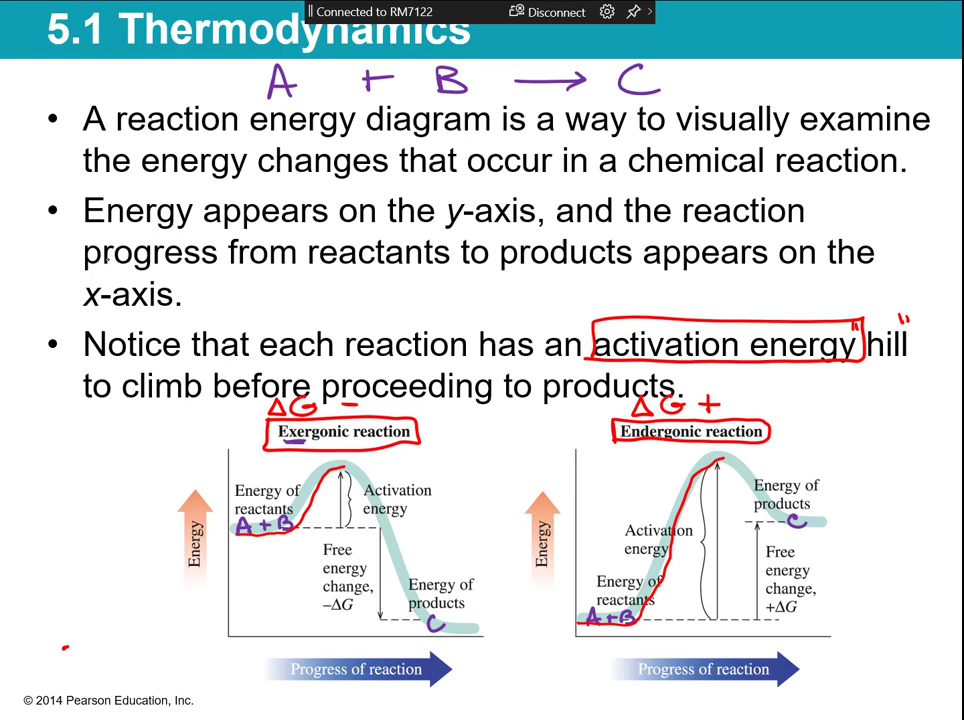 Connected to RM7122 Disconnect
5.1 Thermodynamics
A + B → C
• A reaction energy diagram is a way to visually examine
the energy changes that occur in a chemical reaction.
• Energy appears on the y-axis, and the reaction
progress from reactants to products appears on the
x-axis.
• Notice that each reaction has an activation energy "hill"
to climb before proceeding to products.
ΔG −
Exergonic reaction
Energy of
reactants
A + B
Activation
energy
Energy
Free
energy
change,
−ΔG
Energy of
products
C
Progress of reaction
ΔG +
Endergonic reaction
Energy of
products
C
Activation
energy
Energy
Free
energy
change,
+ΔG
Energy of
reactants
A + B
Progress of reaction
© 2014 Pearson Education, Inc.